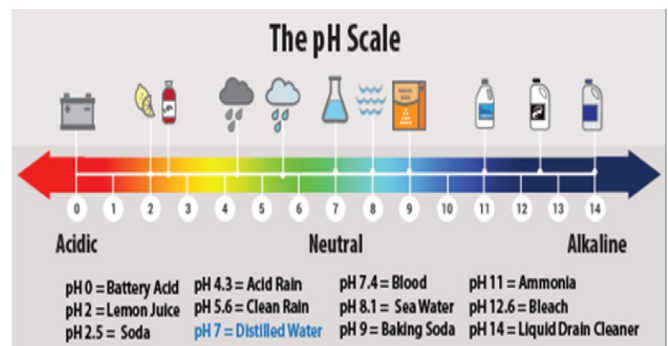 The pH Scale
0 1 2 3 4 5 6 7 8 9 10 11 12 13 14
Acidic Neutral Alkaline
pH 0 = Battery Acid pH 4.3 = Acid Rain pH 7.4 = Blood pH 11 = Ammonia
pH 2 = Lemon Juice pH 5.6 = Clean Rain pH 8.1 = Sea Water pH 12.6 = Bleach
pH 2.5 = Soda pH 7 = Distilled Water pH 9 = Baking Soda pH 14 = Liquid Drain Cleaner